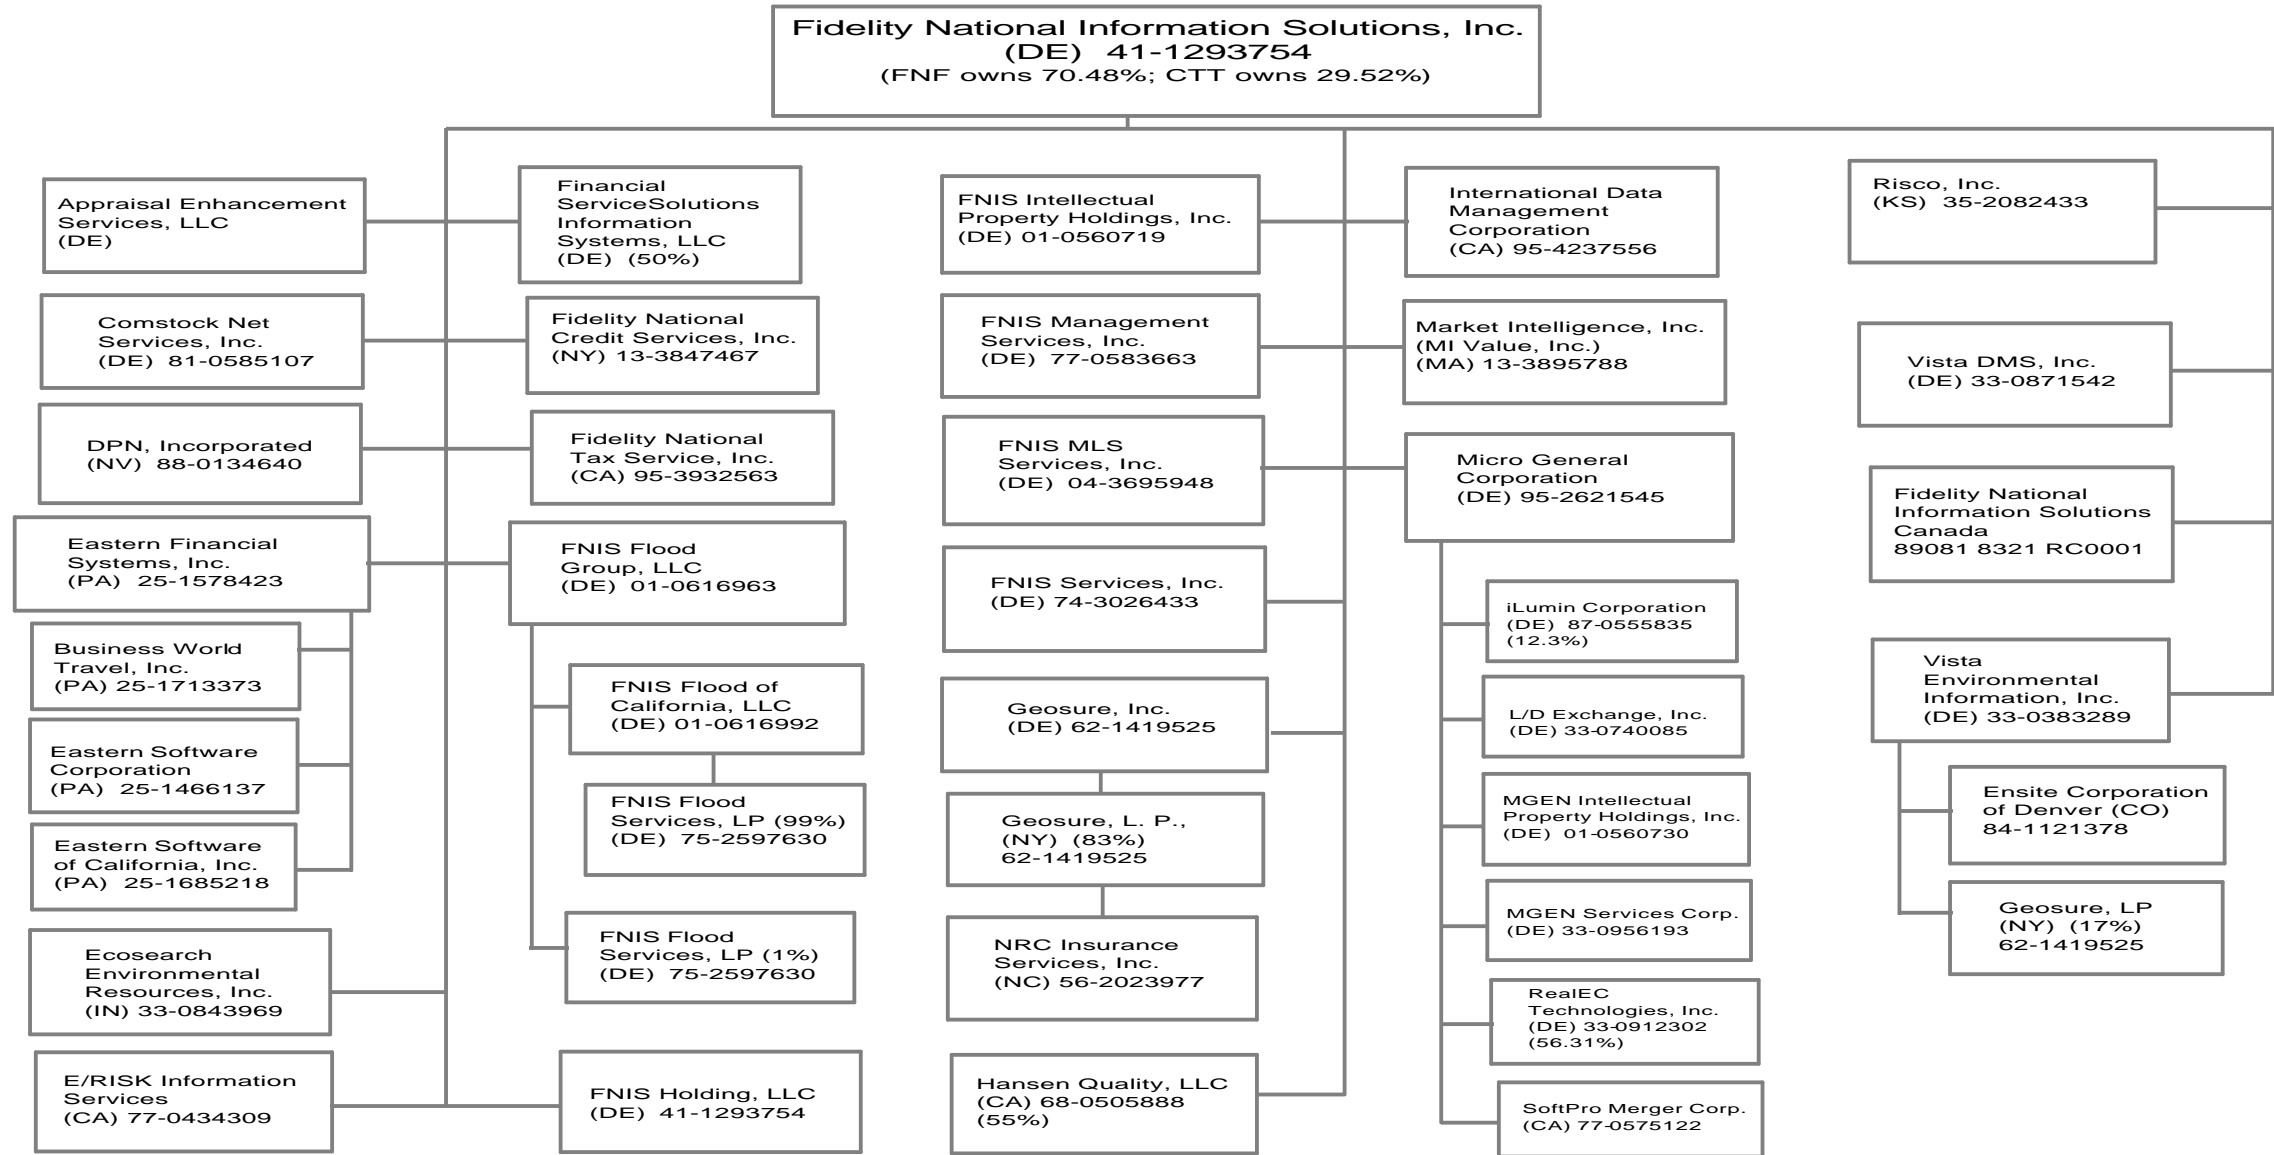 Fidelity National Information Solutions, Inc.
(DE) 41-1293754
(FNF owns 70.48%; CTT owns 29.52%)
Appraisal Enhancement
Services, LLC
(DE)
Comstock Net
Services, Inc.
(DE) 81-0585107
DPN, Incorporated
(NV) 88-0134640
Eastern Financial
Systems, Inc.
(PA) 25-1578423
Business World
Travel, Inc.
(PA) 25-1713373
Eastern Software
Corporation
(PA) 25-1466137
Eastern Software
of California, Inc.
(PA) 25-1685218
Ecosearch
Environmental
Resources, Inc.
(IN) 33-0843969
E/RISK Information
Services
(CA) 77-0434309
Financial
ServiceSolutions
Information
Systems, LLC
(DE) (50%)
Fidelity National
Credit Services, Inc.
(NY) 13-3847467
Fidelity National
Tax Service, Inc.
(CA) 95-3932563
FNIS Flood
Group, LLC
(DE) 01-0616963
FNIS Flood of
California, LLC
(DE) 01-0616992
FNIS Flood
Services, LP (99%)
(DE) 75-2597630
FNIS Flood
Services, LP (1%)
(DE) 75-2597630
FNIS Holding, LLC
(DE) 41-1293754
FNIS Intellectual
Property Holdings, Inc.
(DE) 01-0560719
FNIS Management
Services, Inc.
(DE) 77-0583663
FNIS MLS
Services, Inc.
(DE) 04-3695948
FNIS Services, Inc.
(DE) 74-3026433
Geosure, Inc.
(DE) 62-1419525
Geosure, L. P.,
(NY) (83%)
62-1419525
NRC Insurance
Services, Inc.
(NC) 56-2023977
Hansen Quality, LLC
(CA) 68-0505888
(55%)
International Data
Management
Corporation
(CA) 95-4237556
Market Intelligence, Inc.
(MI Value, Inc.)
(MA) 13-3895788
Micro General
Corporation
(DE) 95-2621545
iLumin Corporation
(DE) 87-0555835
(12.3%)
L/D Exchange, Inc.
(DE) 33-0740085
MGEN Intellectual
Property Holdings, Inc.
(DE) 01-0560730
MGEN Services Corp.
(DE) 33-0956193
RealEC
Technologies, Inc.
(DE) 33-0912302
(56.31%)
SoftPro Merger Corp.
(CA) 77-0575122
Risco, Inc.
(KS) 35-2082433
Vista DMS, Inc.
(DE) 33-0871542
Fidelity National
Information Solutions
Canada
89081 8321 RC0001
Vista
Environmental
Information, Inc.
(DE) 33-0383289
Ensite Corporation
of Denver (CO)
84-1121378
Geosure, LP
(NY) (17%)
62-1419525